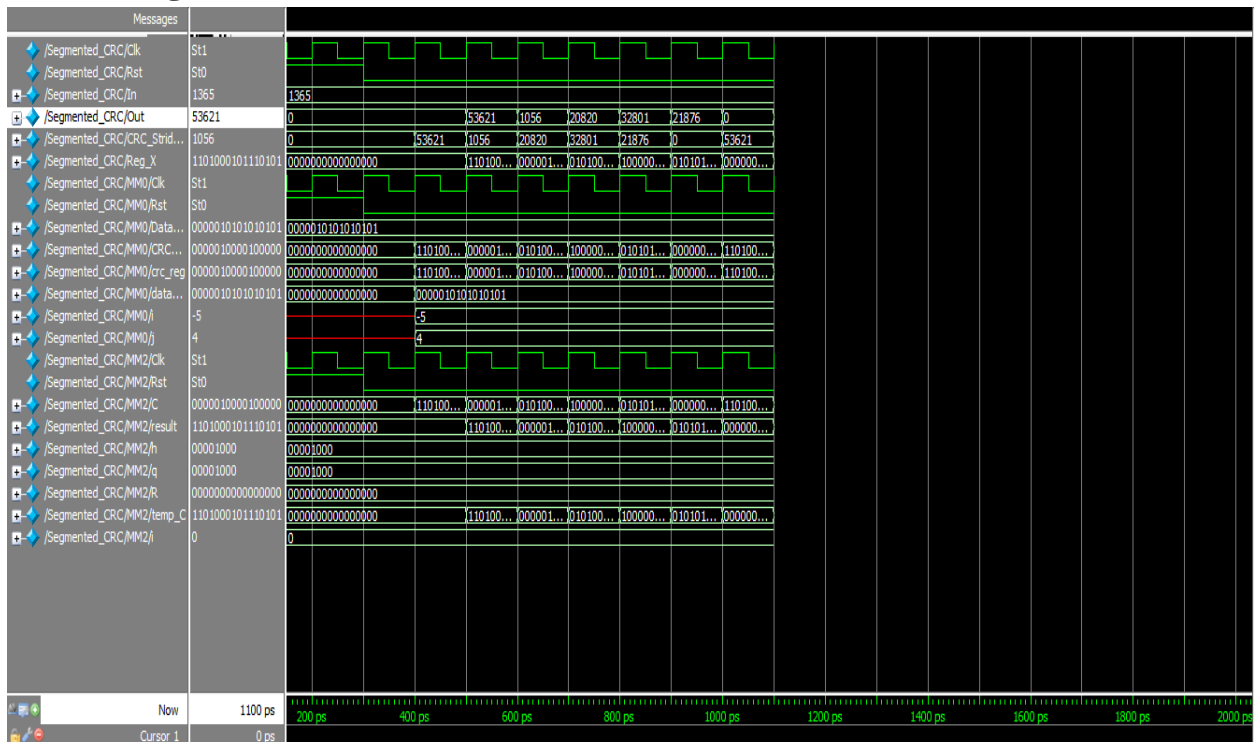 Messages
/Segmented_CRC/Clk St1
/Segmented_CRC/Rst St0
/Segmented_CRC/In 1365 1365
/Segmented_CRC/Out 53621 0 53621 1056 20820 32801 21876 0
/Segmented_CRC/CRC_Strid... 1056 0 53621 1056 20820 32801 21876 0 53621
/Segmented_CRC/Reg_X 1101000101110101 0000000000000000 110100... 000001... 010100... 100000... 010101... 000000...
/Segmented_CRC/MM0/Clk St1
/Segmented_CRC/MM0/Rst St0
/Segmented_CRC/MM0/Data... 0000010101010101 0000010101010101
/Segmented_CRC/MM0/CRC... 0000010000100000 0000000000000000 110100... 000001... 010100... 100000... 010101... 000000... 110100...
/Segmented_CRC/MM0/crc_reg 0000010000100000 0000000000000000 110100... 000001... 010100... 100000... 010101... 000000... 110100...
/Segmented_CRC/MM0/data... 0000010101010101 0000000000000000 0000010101010101
/Segmented_CRC/MM0/i -5 -5
/Segmented_CRC/MM0/j 4 4
/Segmented_CRC/MM2/Clk St1
/Segmented_CRC/MM2/Rst St0
/Segmented_CRC/MM2/C 0000010000100000 0000000000000000 110100... 000001... 010100... 100000... 010101... 000000... 110100...
/Segmented_CRC/MM2/result 1101000101110101 0000000000000000 110100... 000001... 010100... 100000... 010101... 000000...
/Segmented_CRC/MM2/h 00001000 00001000
/Segmented_CRC/MM2/q 00001000 00001000
/Segmented_CRC/MM2/R 0000000000000000 0000000000000000
/Segmented_CRC/MM2/temp_C 1101000101110101 0000000000000000 110100... 000001... 010100... 100000... 010101... 000000...
/Segmented_CRC/MM2/i 0 0
Now 1100 ps 200 ps 400 ps 600 ps 800 ps 1000 ps 1200 ps 1400 ps 1600 ps 1800 ps 2000 ps
Cursor 1 0 ps